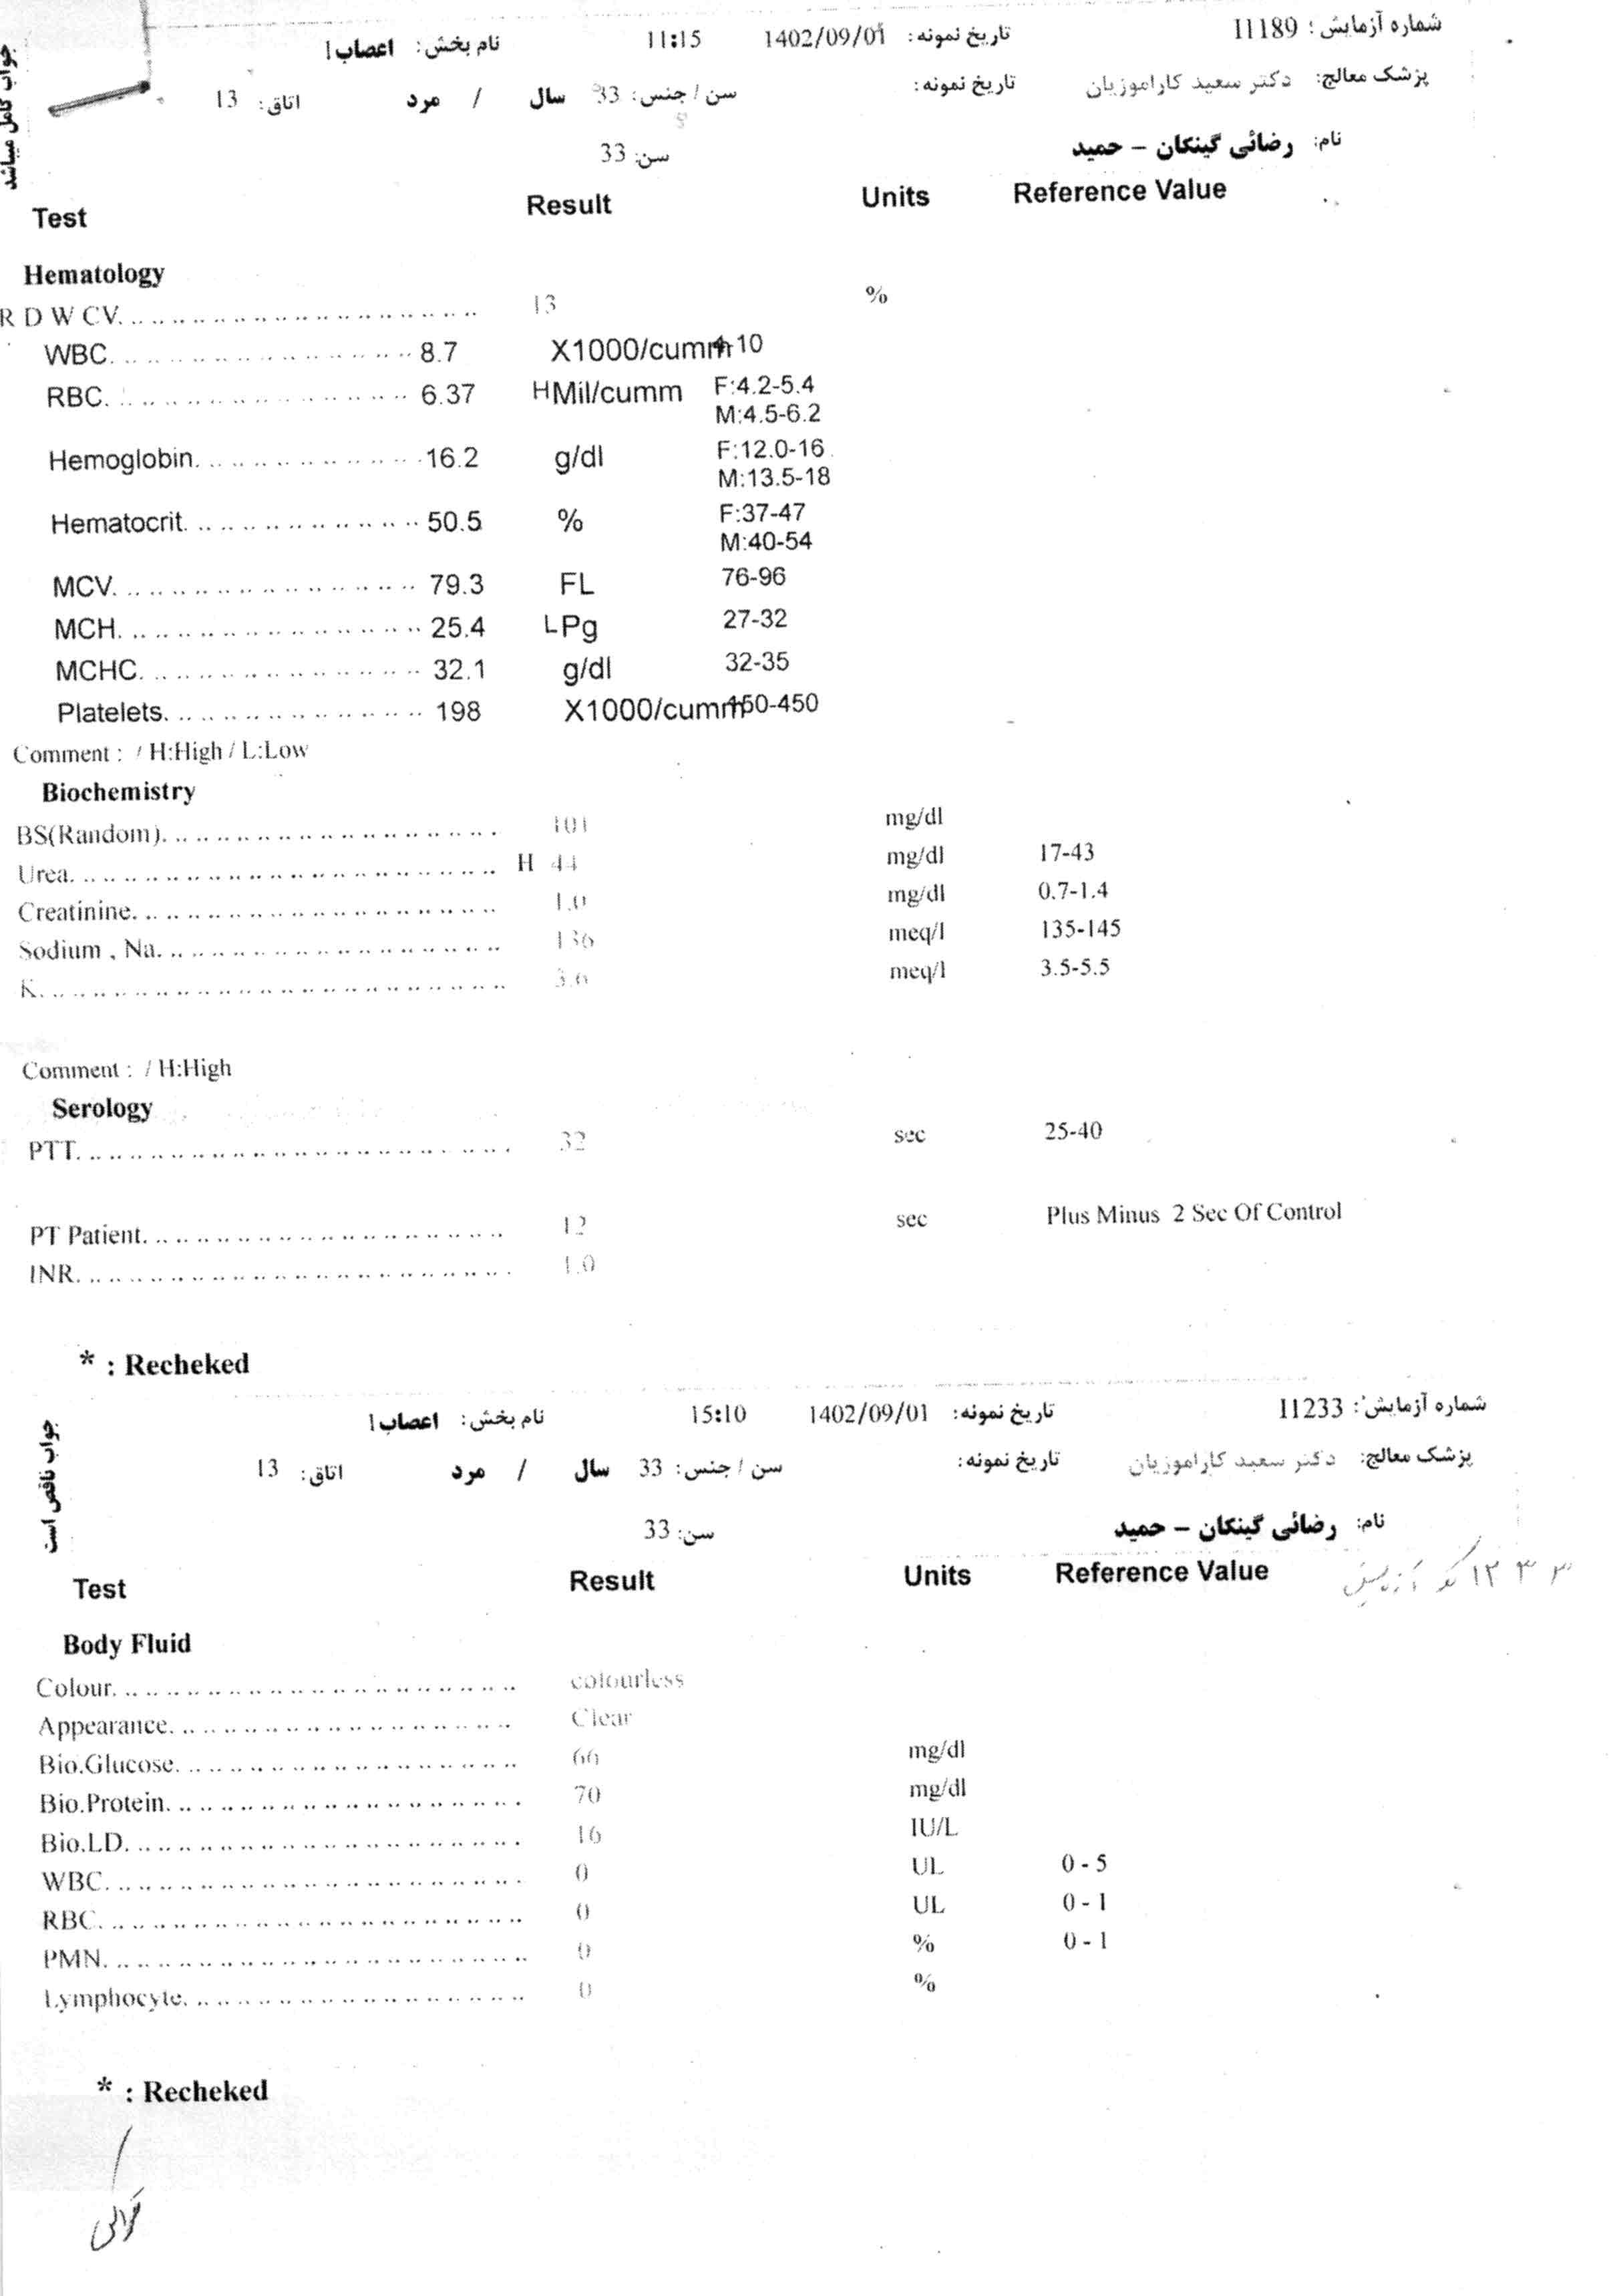 شماره آزمایش : 11189 تاریخ نمونه: 1402/09/01 11:15 نام بخش: اعصاب1
پزشک معالج: دکتر سعید کاراموزیان تاریخ نمونه: سن / جنس: 33 سال / مرد اتاق: 13
نام: رضائی گینکان – حمید سن: 33
جواب کامل میباشد
Test Result Units Reference Value
Hematology
R D W CV. 13 %
WBC. 8.7 X1000/cumm 4-10
RBC. 6.37 H Mil/cumm F:4.2-5.4
M:4.5-6.2
Hemoglobin. 16.2 g/dl F:12.0-16
M:13.5-18
Hematocrit. 50.5 % F:37-47
M:40-54
MCV. 79.3 FL 76-96
MCH. 25.4 L Pg 27-32
MCHC. 32.1 g/dl 32-35
Platelets. 198 X1000/cumm 150-450
Comment : / H:High / L:Low
Biochemistry
BS(Random). 101 mg/dl
Urea. H 44 mg/dl 17-43
Creatinine. 1.0 mg/dl 0.7-1.4
Sodium , Na. 136 meq/l 135-145
K. 3.6 meq/l 3.5-5.5
Comment : / H:High
Serology
PTT. 32 sec 25-40
PT Patient. 12 sec Plus Minus 2 Sec Of Control
INR. 1.0
* : Recheked
شماره آزمایش : 11233 تاریخ نمونه: 1402/09/01 15:10 نام بخش: اعصاب1
پزشک معالج: دکتر سعید کاراموزیان تاریخ نمونه: سن / جنس: 33 سال / مرد اتاق: 13
نام: رضائی گینکان – حمید سن: 33
جواب ناقص است
Test Result Units Reference Value
Body Fluid
Colour. colourless
Appearance. Clear
Bio.Glucose. 66 mg/dl
Bio.Protein. 70 mg/dl
Bio.LD. 16 IU/L
WBC. 0 UL 0 - 5
RBC. 0 UL 0 - 1
PMN. 0 % 0 - 1
Lymphocyte. 0 %
* : Recheked